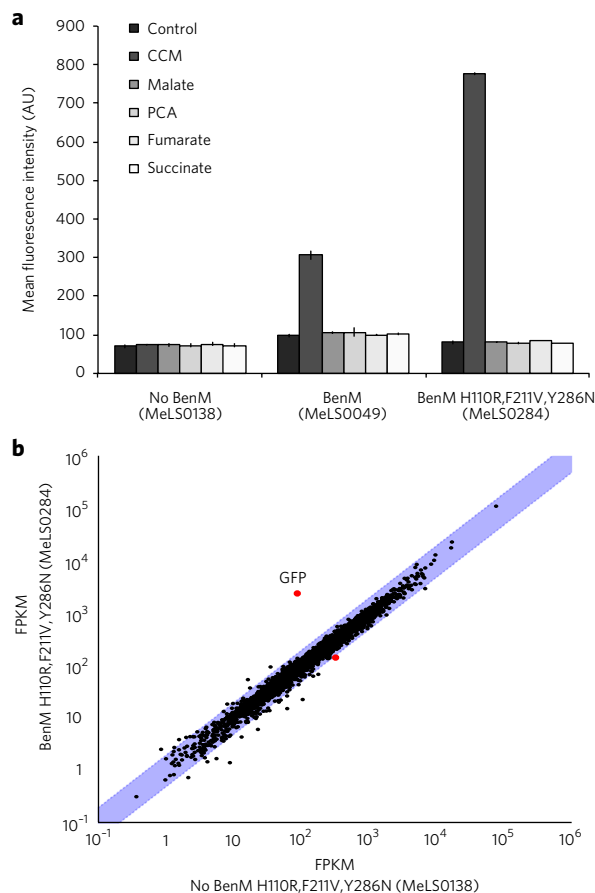 a
900
800
700
600
500
400
300
200
100
0
Mean fluorescence intensity (AU)
Control
CCM
Malate
PCA
Fumarate
Succinate
No BenM
(MeLS0138)
BenM
(MeLS0049)
BenM H110R,F211V,Y286N
(MeLS0284)
b
FPKM
BenM H110R,F211V,Y286N (MeLS0284)
10⁶
10⁵
10⁴
10³
10²
10
1
10⁻¹
GFP
10⁻¹ 1 10 10² 10³ 10⁴ 10⁵ 10⁶
FPKM
No BenM H110R,F211V,Y286N (MeLS0138)